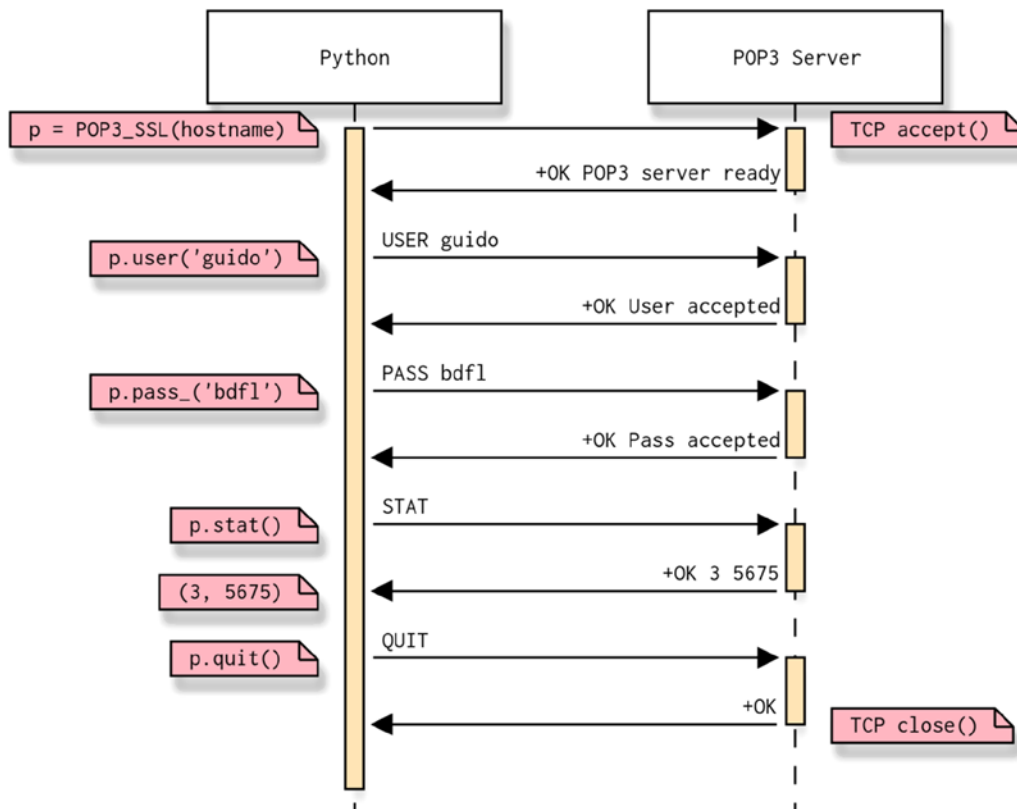 Python
POP3 Server
p = POP3_SSL(hostname)
TCP accept()
+OK POP3 server ready
USER guido
p.user('guido')
+OK User accepted
PASS bdfl
p.pass_('bdfl')
+OK Pass accepted
STAT
p.stat()
+OK 3 5675
(3, 5675)
QUIT
p.quit()
+OK
TCP close()